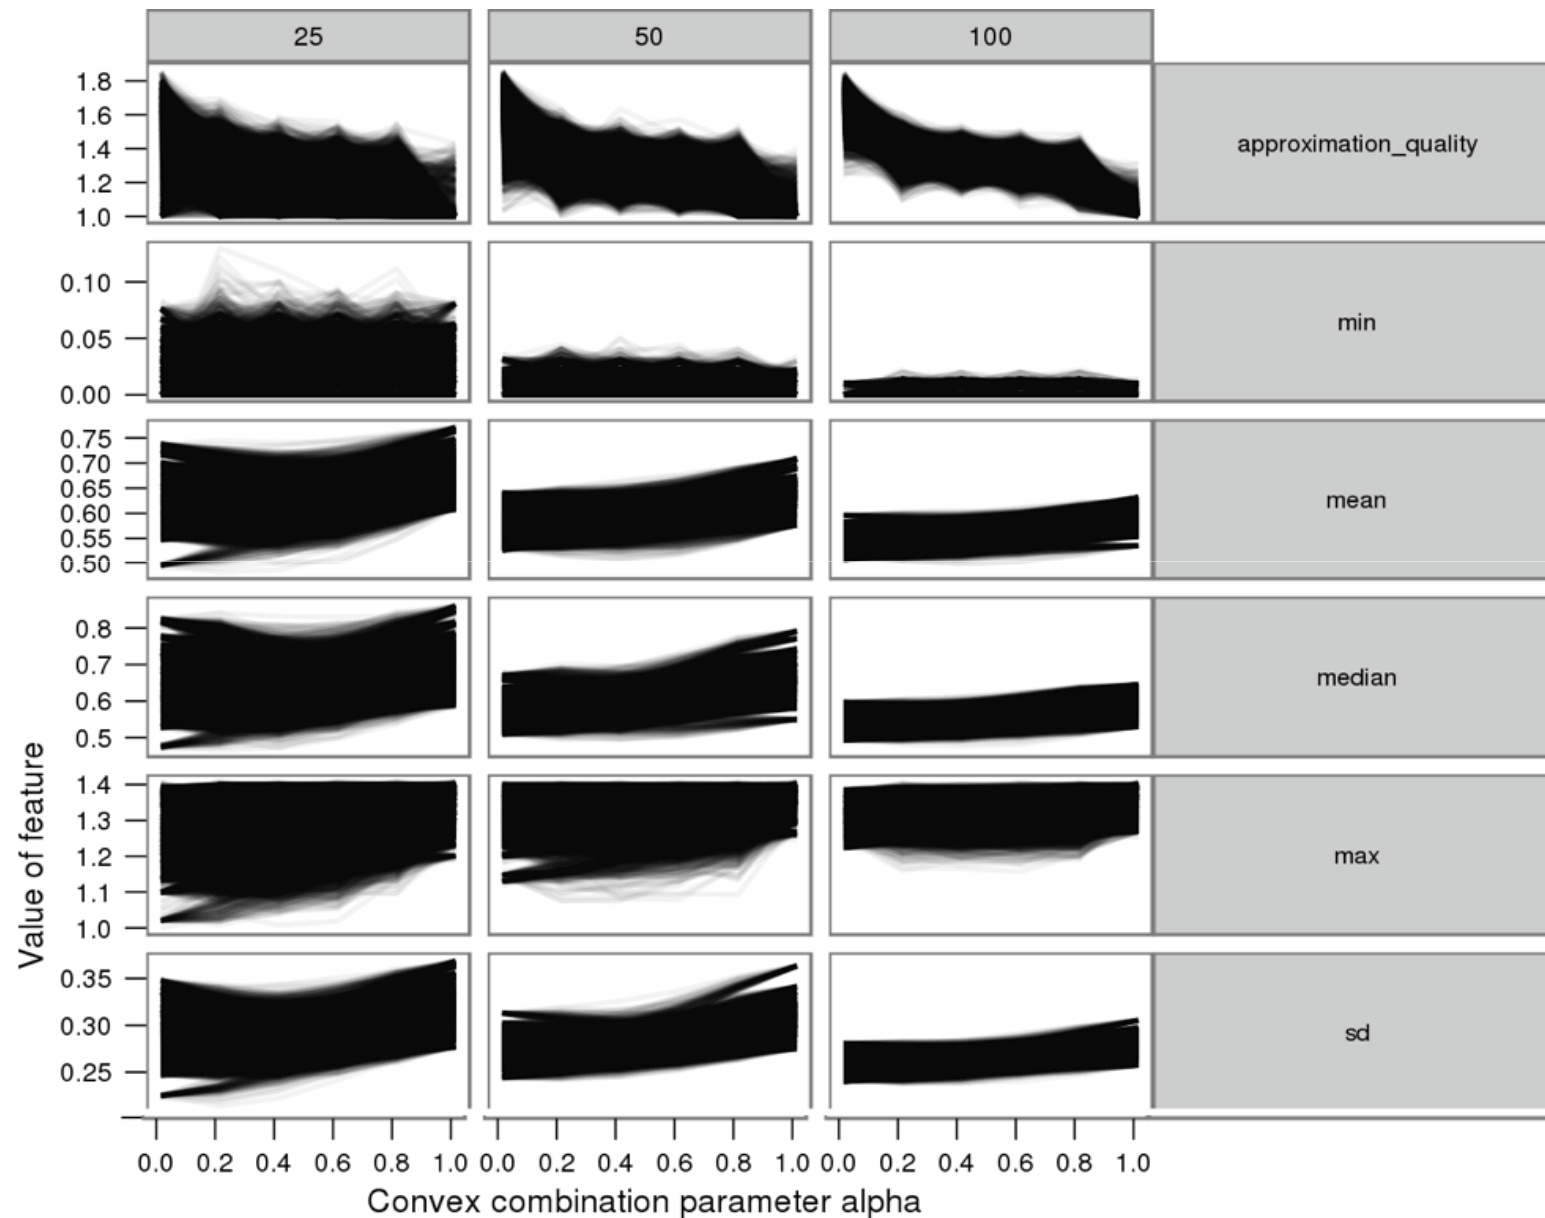 25 50 100
1.8
1.6
1.4
1.2
1.0
approximation_quality
0.10
0.05
0.00
min
0.75
0.70
0.65
0.60
0.55
0.50
mean
0.8
0.7
0.6
0.5
median
1.4
1.3
1.2
1.1
1.0
max
0.35
0.30
0.25
sd
Value of feature
0.0 0.2 0.4 0.6 0.8 1.0 0.0 0.2 0.4 0.6 0.8 1.0 0.0 0.2 0.4 0.6 0.8 1.0
Convex combination parameter alpha